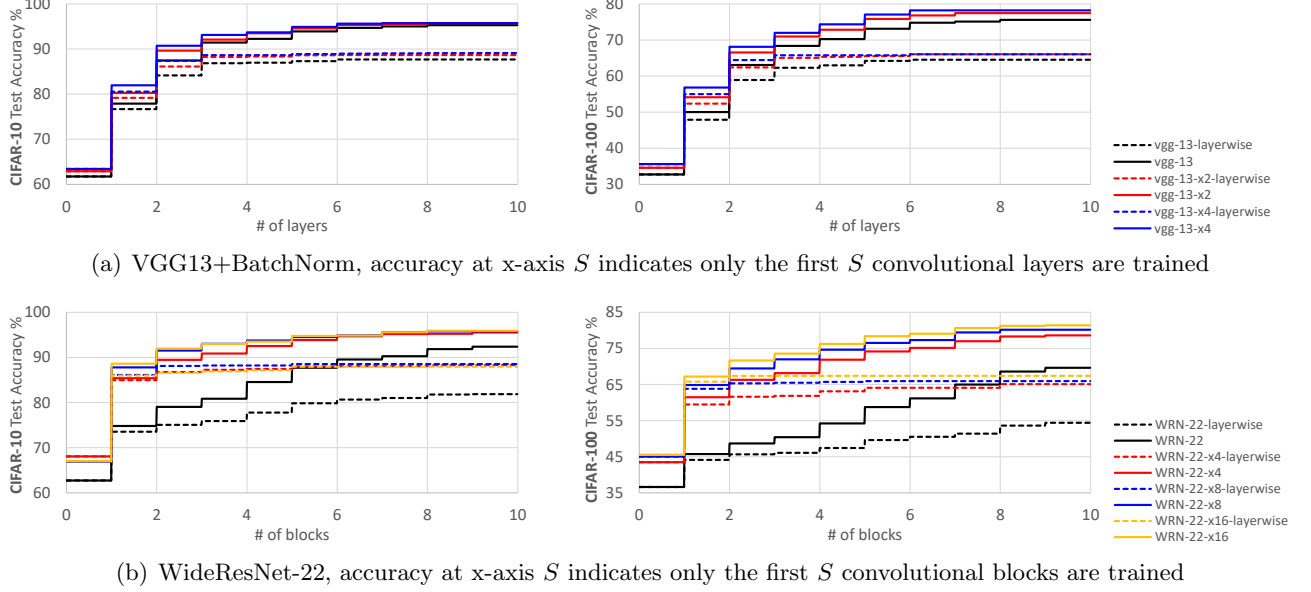 CIFAR-10 Test Accuracy %
100
90
80
70
60
0 2 4 6 8 10
# of layers
CIFAR-100 Test Accuracy %
80
70
60
50
40
30
0 2 4 6 8 10
# of layers
vgg-13-layerwise
vgg-13
vgg-13-x2-layerwise
vgg-13-x2
vgg-13-x4-layerwise
vgg-13-x4
(a) VGG13+BatchNorm, accuracy at x-axis S indicates only the first S convolutional layers are trained
CIFAR-10 Test Accuracy %
100
90
80
70
60
0 2 4 6 8 10
# of blocks
CIFAR-100 Test Accuracy %
85
75
65
55
45
35
0 2 4 6 8 10
# of blocks
WRN-22-layerwise
WRN-22
WRN-22-x4-layerwise
WRN-22-x4
WRN-22-x8-layerwise
WRN-22-x8
WRN-22-x16-layerwise
WRN-22-x16
(b) WideResNet-22, accuracy at x-axis S indicates only the first S convolutional blocks are trained